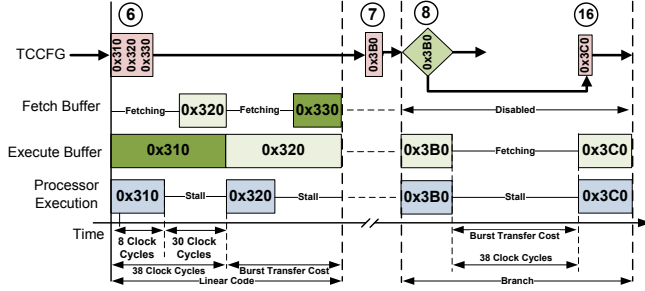 6
7
8
16
TCCFG
0x310
0x320
0x330
0x3B0
0x3B0
0x3C0
Fetch Buffer
Fetching
0x320
Fetching
0x330
Disabled
Execute Buffer
0x310
0x320
0x3B0
Fetching
0x3C0
Processor
Execution
0x310
Stall
0x320
Stall
0x3B0
Stall
0x3C0
Time
8 Clock
Cycles
30 Clock
Cycles
Burst Transfer Cost
38 Clock Cycles
Burst Transfer Cost
38 Clock Cycles
Linear Code
Branch